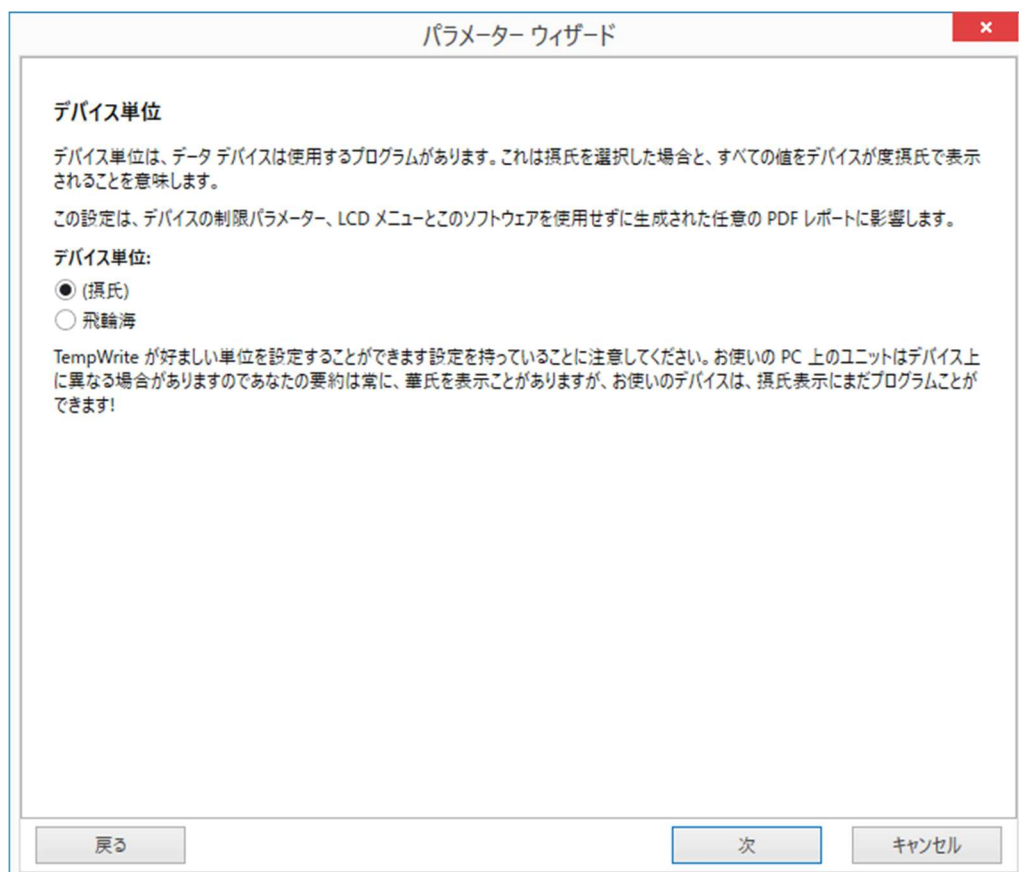 パラメーター ウィザード
デバイス単位
デバイス単位は、データ デバイスは使用するプログラムがあります。これは摂氏を選択した場合と、すべての値をデバイスが度摂氏で表示
されることを意味します。
この設定は、デバイスの制限パラメーター、LCD メニューとこのソフトウェアを使用せずに生成された任意の PDF レポートに影響します。
デバイス単位:
(摂氏)
飛輪海
TempWrite が好ましい単位を設定することができます設定を持っていることに注意してください。お使いの PC 上のユニットはデバイス上
に異なる場合がありますのであなたの要約は常に、華氏を表示ことがありますが、お使いのデバイスは、摂氏表示にまだプログラムことが
できます!
戻る
次
キャンセル